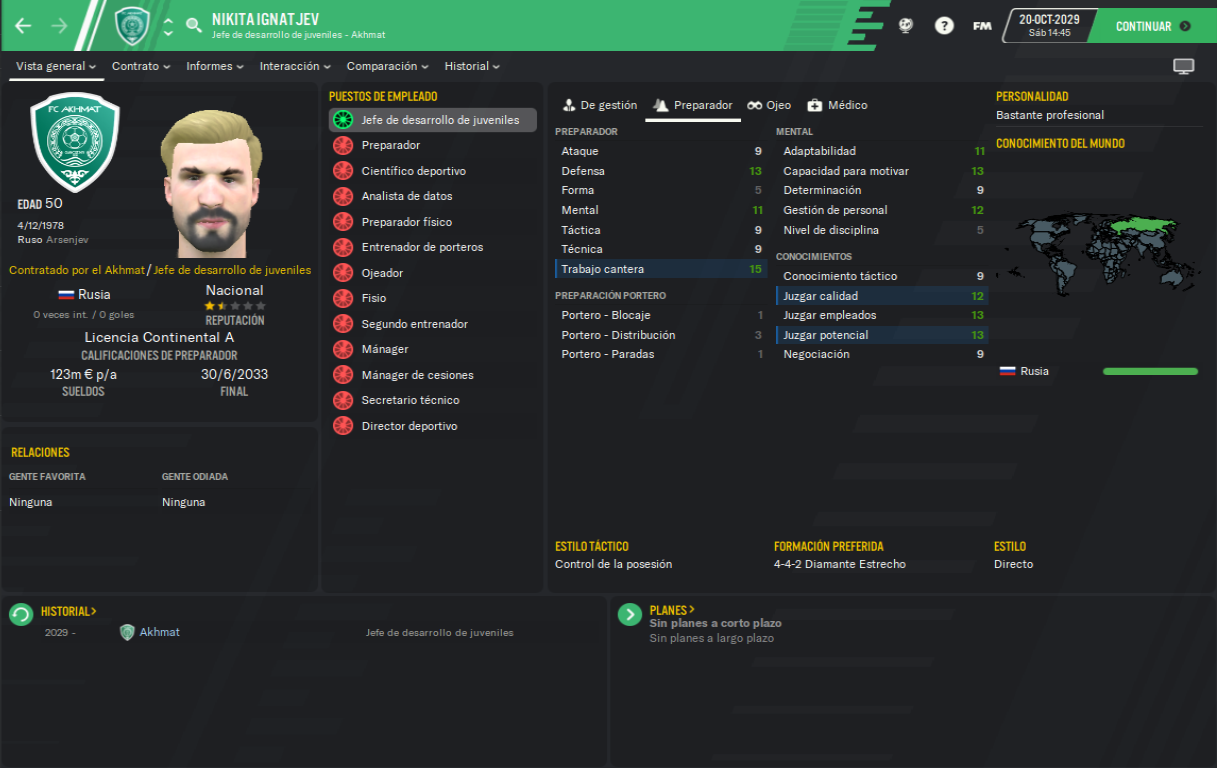 NIKITA IGNATJEV
Jefe de desarrollo de juveniles - Akhmat
20-OCT-2029
Sáb 14:45
CONTINUAR
FM
?
Vista general
Contrato
Informes
Interacción
Comparación
Historial
FC AKHMAT
EDAD 50
4/12/1978
Ruso Arsenjev
Contratado por el Akhmat/Jefe de desarrollo de juveniles
Rusia
0 veces int. / 0 goles
Nacional
REPUTACIÓN
Licencia Continental A
CALIFICACIONES DE PREPARADOR
123m € p/a
SUELDOS
30/6/2033
FINAL
RELACIONES
GENTE FAVORITA
Ninguna
GENTE ODIADA
Ninguna
PUESTOS DE EMPLEADO
Jefe de desarrollo de juveniles
Preparador
Científico deportivo
Analista de datos
Preparador físico
Entrenador de porteros
Ojeador
Fisio
Segundo entrenador
Mánager
Mánager de cesiones
Secretario técnico
Director deportivo
De gestión
Preparador
Ojeo
Médico
PREPARADOR
Ataque 9
Defensa 13
Forma 5
Mental 11
Táctica 9
Técnica 9
Trabajo cantera 15
PREPARACIÓN PORTERO
Portero - Blocaje 1
Portero - Distribución 3
Portero - Paradas 1
MENTAL
Adaptabilidad 11
Capacidad para motivar 13
Determinación 9
Gestión de personal 12
Nivel de disciplina 5
CONOCIMIENTOS
Conocimiento táctico 9
Juzgar calidad 12
Juzgar empleados 13
Juzgar potencial 13
Negociación 9
PERSONALIDAD
Bastante profesional
CONOCIMIENTO DEL MUNDO
Rusia
ESTILO TÁCTICO
Control de la posesión
FORMACIÓN PREFERIDA
4-4-2 Diamante Estrecho
ESTILO
Directo
HISTORIAL>
2029 - Akhmat Jefe de desarrollo de juveniles
PLANES>
Sin planes a corto plazo
Sin planes a largo plazo